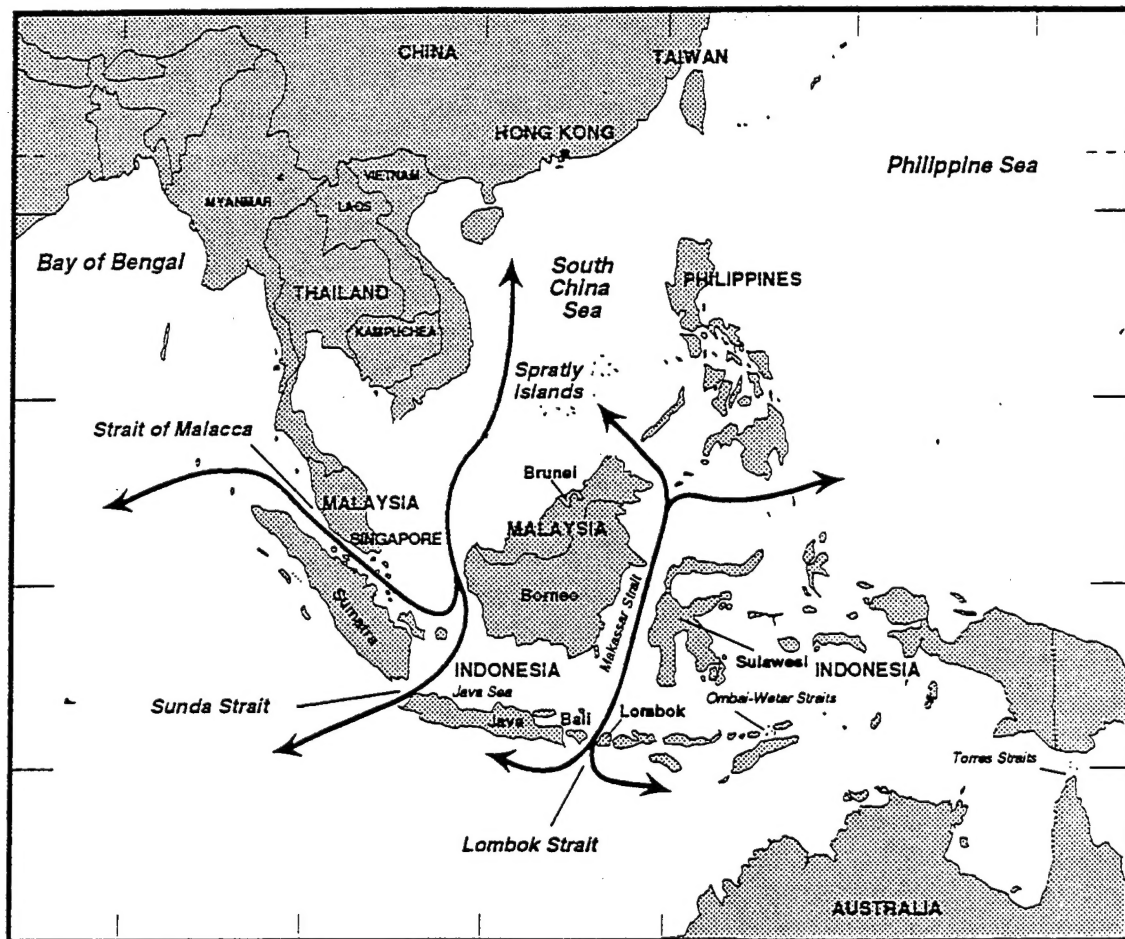 CHINA
TAIWAN
HONG KONG
Philippine Sea
VIETNAM
MYANMAR
LAOS
Bay of Bengal
South
China
Sea
PHILIPPINES
THAILAND
KAMPUCHEA
Spratly
Islands
Strait of Malacca
Brunei
MALAYSIA
MALAYSIA
SINGAPORE
Borneo
Sumatra
Makassar Strait
Sulawesi
INDONESIA
INDONESIA
Java Sea
Sunda Strait
Ombai-Wetar Straits
Java
Bali
Lombok
Torres Straits
Lombok Strait
AUSTRALIA